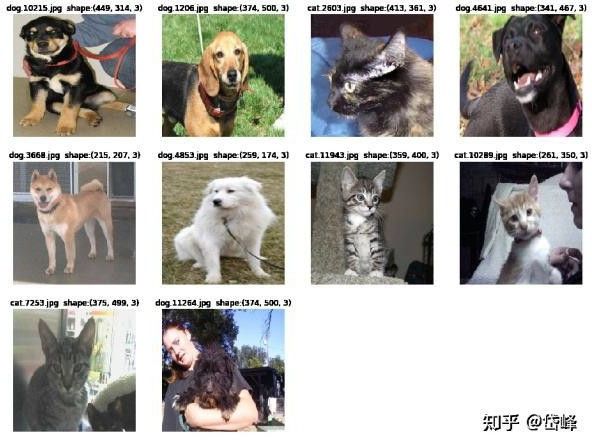 dog.10215.jpg shape:(449, 314, 3)
dog.1206.jpg shape:(374, 500, 3)
cat.2603.jpg shape:(413, 361, 3)
dog.4641.jpg shape:(341, 467, 3)
dog.3668.jpg shape:(215, 207, 3)
dog.4853.jpg shape:(259, 174, 3)
cat.11943.jpg shape:(359, 400, 3)
cat.10289.jpg shape:(261, 350, 3)
cat.7253.jpg shape:(375, 499, 3)
dog.11264.jpg shape:(374, 500, 3)
知乎 @岱峰